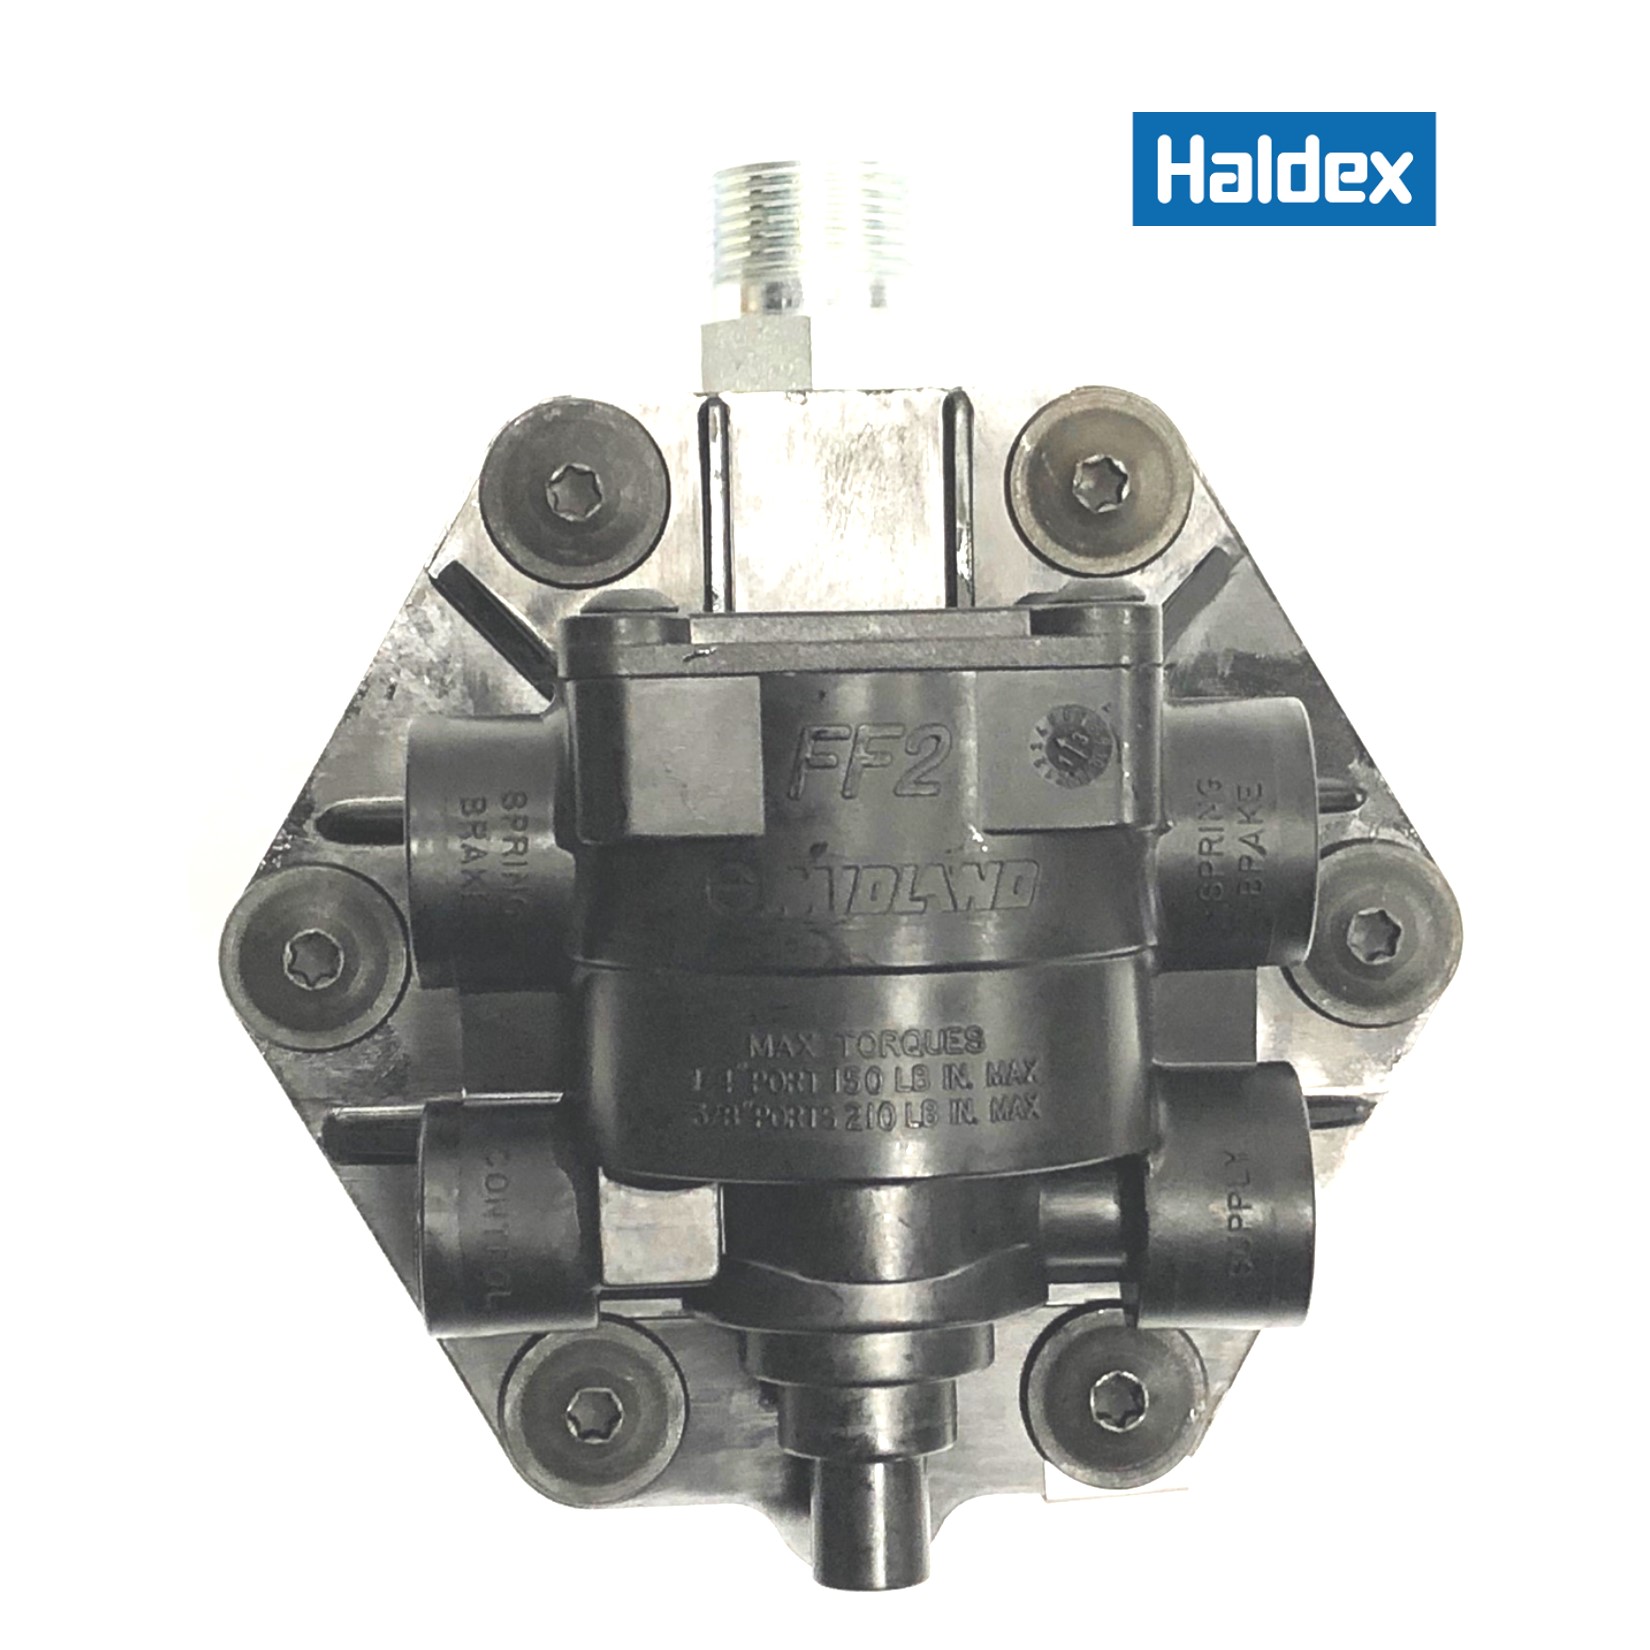 Haldex
FF2
SPRING
BRAKE
SPRING
BRAKE
MIDLAND
MAX TORQUES
1/4" PORT 150 LB IN. MAX
3/8" PORTS 210 LB IN. MAX
CONTROL
SUPPLY